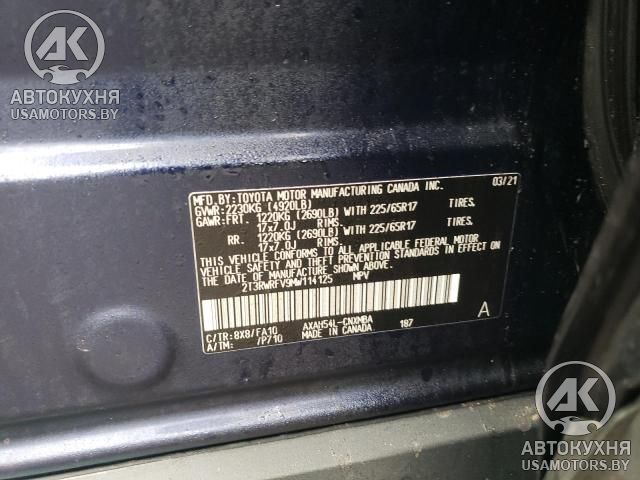 AK
АВТОКУХНЯ
USAMOTORS.BY
MFD.BY:TOYOTA MOTOR MANUFACTURING CANADA INC. 03/21
GVWR:2230KG (4920LB)
GAWR:FRT. 1220KG (2690LB) WITH 225/65R17 TIRES,
17x7.0J RIMS,
RR. 1220KG (2690LB) WITH 225/65R17 TIRES,
17x7.0J RIMS,
THIS VEHICLE CONFORMS TO ALL APPLICABLE FEDERAL MOTOR
VEHICLE SAFETY STANDARDS IN EFFECT ON
THE DATE OF MANUFACTURE SHOWN ABOVE.
2T3RWRFV9MW114125 MPV
C/TR:8X8/FA10 AXAH54L-CNXMBA 187 A
A/TM: /P710 MADE IN CANADA
AK
АВТОКУХНЯ
USAMOTORS.BY